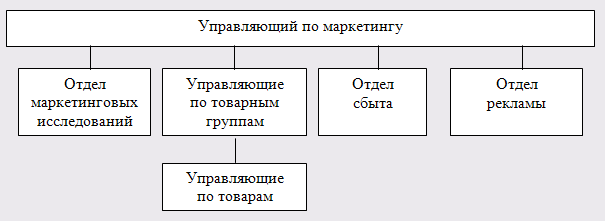 Управляющий по маркетингу
Отдел
маркетинговых
исследований
Управляющие
по товарным
группам
Отдел
сбыта
Отдел
рекламы
Управляющие
по товарам